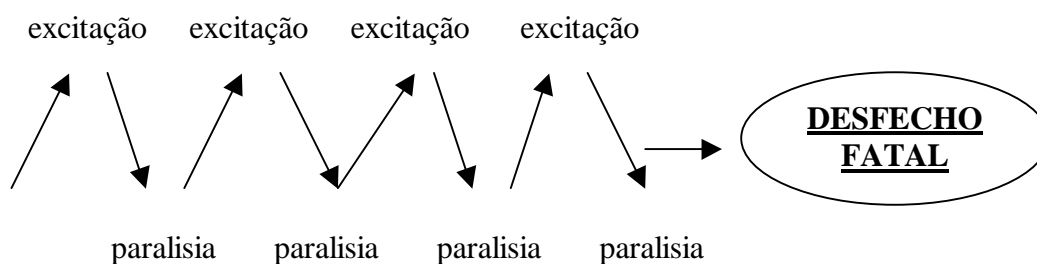 excitação excitação excitação excitação
DESFECHO
FATAL
paralisia paralisia paralisia paralisia